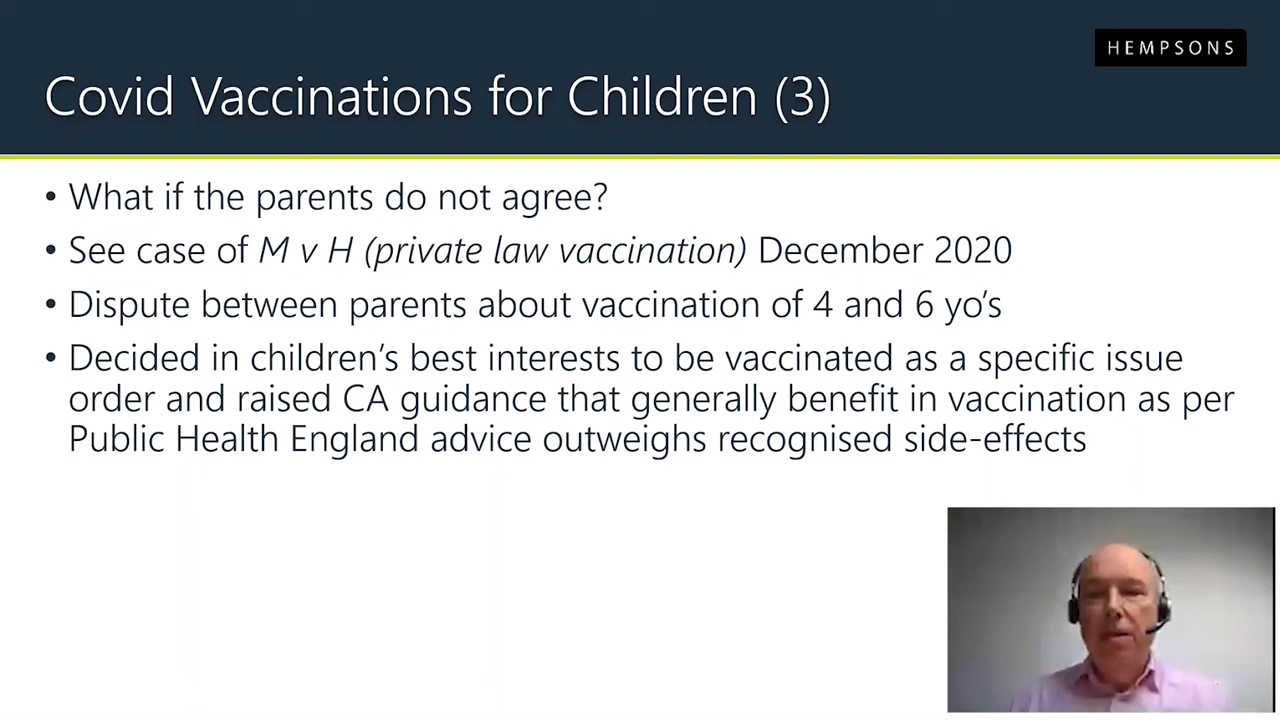 HEMPSONS
Covid Vaccinations for Children (3)
• What if the parents do not agree?
• See case of M v H (private law vaccination) December 2020
• Dispute between parents about vaccination of 4 and 6 yo's
• Decided in children's best interests to be vaccinated as a specific issue
order and raised CA guidance that generally benefit in vaccination as per
Public Health England advice outweighs recognised side-effects